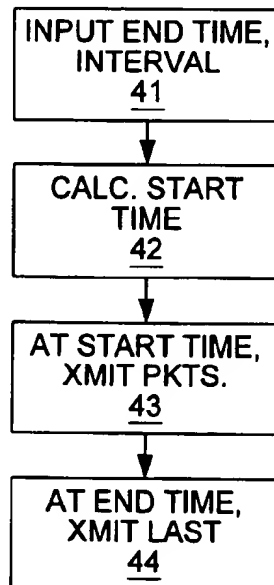 INPUT END TIME,
INTERVAL
41
CALC. START
TIME
42
AT START TIME,
XMIT PKTS.
43
AT END TIME,
XMIT LAST
44